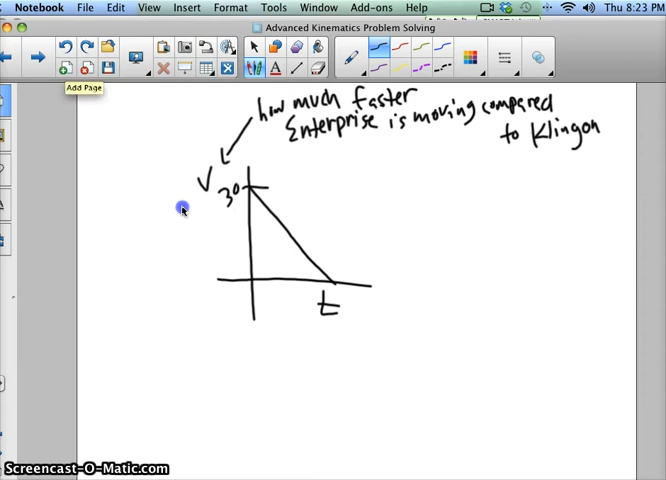 Notebook File Edit View Insert Format Tools Window Add-ons Help Thu 8:23 PM
Advanced Kinematics Problem Solving
Add Page
how much faster
Enterprise is moving compared
to Klingon
V
30
t
Screencast-O-Matic.com